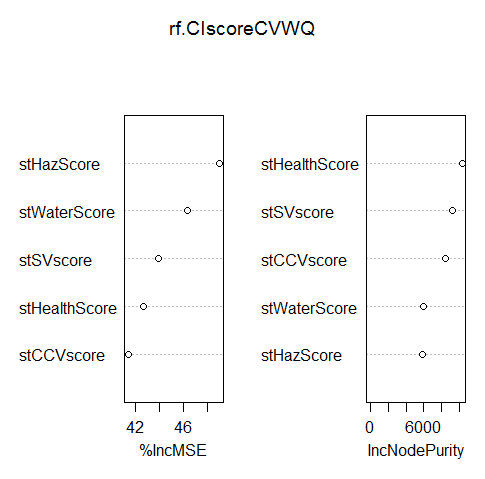 rf.CIscoreCVWQ
stHazScore
stWaterScore
stSVscore
stHealthScore
stCCVscore
42 46
%IncMSE
stHealthScore
stSVscore
stCCVscore
stWaterScore
stHazScore
0 6000
IncNodePurity